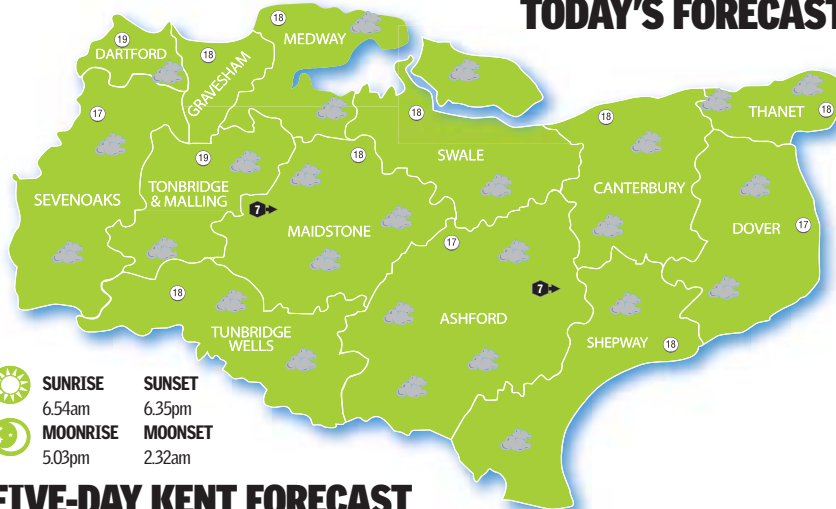 TODAY'S FORECAST
18
MEDWAY
19
DARTFORD
18
GRAVESHAM
17
18
18
THANET
18
19
18
SWALE
SEVENOAKS
TONBRIDGE
& MALLING
CANTERBURY
7
MAIDSTONE
DOVER
17
17
7
18
ASHFORD
TUNBRIDGE
WELLS
SHEPWAY
18
SUNRISE SUNSET
6.54am 6.35pm
MOONRISE MOONSET
5.03pm 2.32am
FIVE-DAY KENT FORECAST